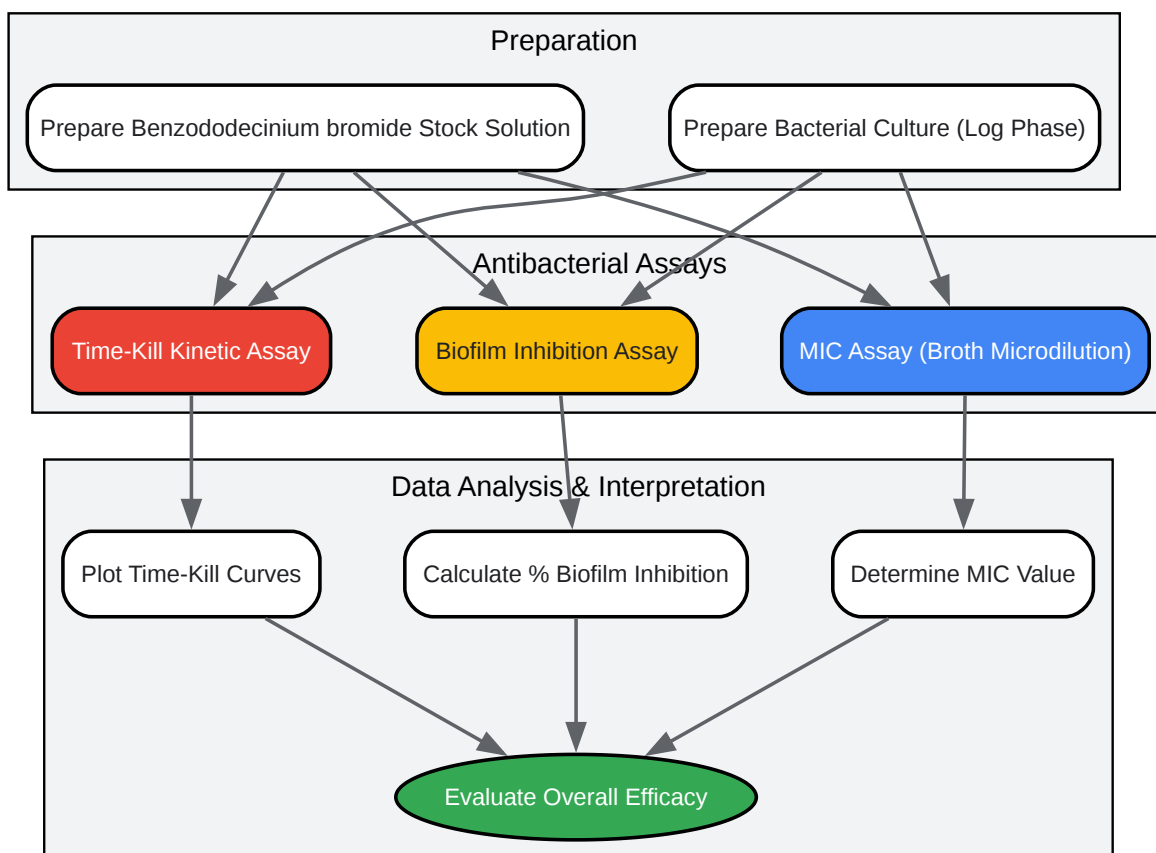 Preparation
Prepare Benzododecinium bromide Stock Solution
Prepare Bacterial Culture (Log Phase)
Antibacterial Assays
Time-Kill Kinetic Assay
Biofilm Inhibition Assay
MIC Assay (Broth Microdilution)
Data Analysis & Interpretation
Plot Time-Kill Curves
Calculate % Biofilm Inhibition
Determine MIC Value
Evaluate Overall Efficacy